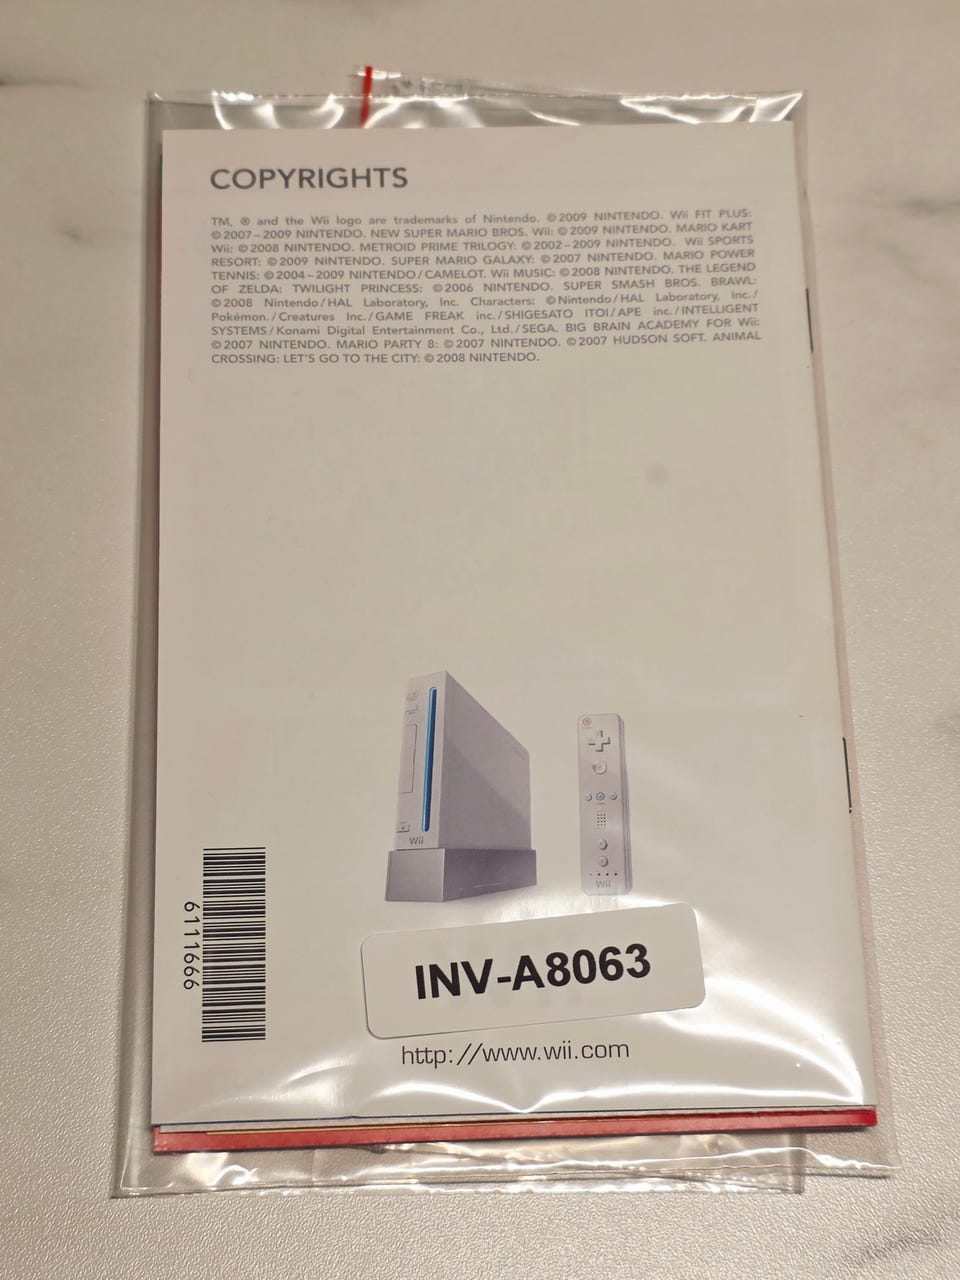 COPYRIGHTS
TM, ® and the Wii logo are trademarks of Nintendo. © 2009 NINTENDO. Wii FIT PLUS:
© 2007–2009 NINTENDO. NEW SUPER MARIO BROS. Wii: © 2009 NINTENDO. MARIO KART
Wii: © 2008 NINTENDO. METROID PRIME TRILOGY: © 2002–2009 NINTENDO. Wii SPORTS
RESORT: © 2009 NINTENDO. SUPER MARIO GALAXY: © 2007 NINTENDO. MARIO POWER
TENNIS: © 2004–2009 NINTENDO/CAMELOT. Wii MUSIC: © 2008 NINTENDO. THE LEGEND
OF ZELDA: TWILIGHT PRINCESS: © 2006 NINTENDO. SUPER SMASH BROS. BRAWL:
© 2008 Nintendo/HAL Laboratory, Inc. Characters: © Nintendo/HAL Laboratory, Inc./
Pokémon./Creatures Inc./GAME FREAK inc./SHIGESATO ITOI/APE inc./INTELLIGENT
SYSTEMS/Konami Digital Entertainment Co., Ltd./SEGA. BIG BRAIN ACADEMY FOR Wii:
© 2007 NINTENDO. MARIO PARTY 8: © 2007 NINTENDO. © 2007 HUDSON SOFT. ANIMAL
CROSSING: LET'S GO TO THE CITY: © 2008 NINTENDO.
Wii
Wii
6111666
INV-A8063
http://www.wii.com